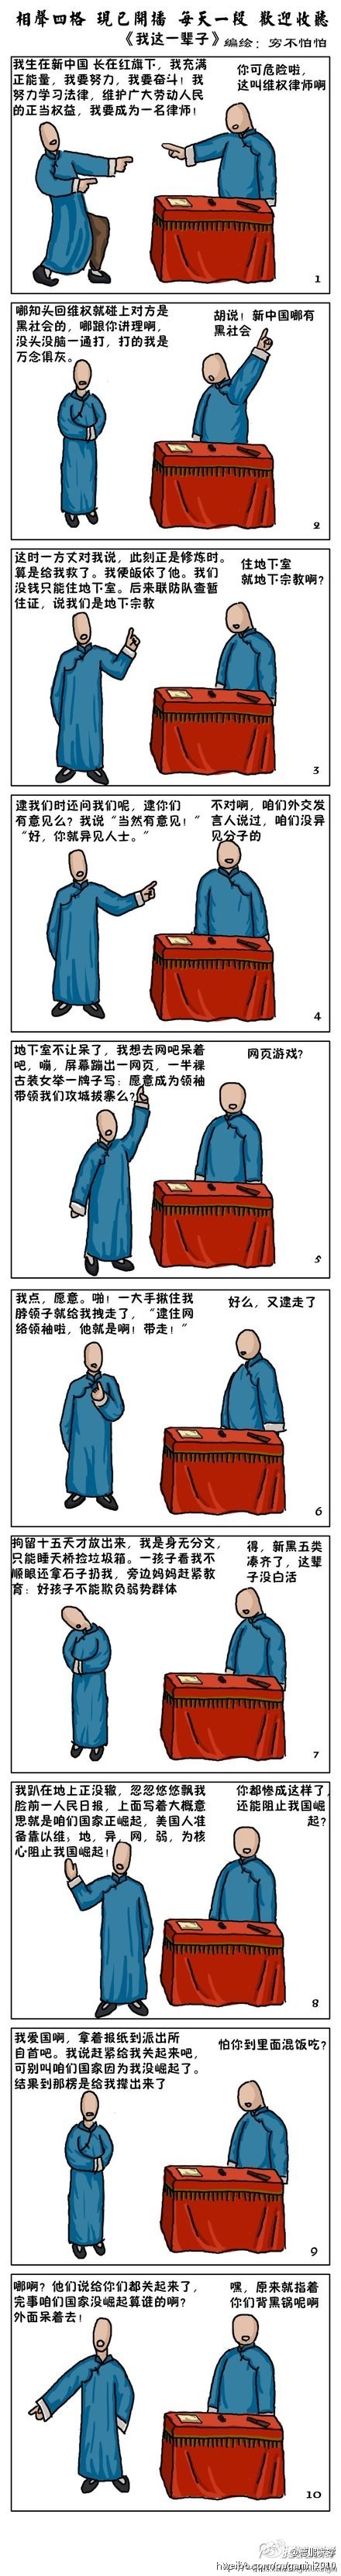 相聲四格 現已開播 每天一段 歡迎收聽
《我这一辈子》编绘：穷不怕怕
我生在新中国 长在红旗下，我充满
正能量，我要努力，我要奋斗！我
努力学习法律，维护广大劳动人民
的正当权益，我要成为一名律师！
你可危险啦，
这叫维权律师啊
1
哪知头回维权就碰上对方是
黑社会的，哪跟你讲理啊，
没头没脑一通打，打的我是
万念俱灰。
胡说！新中国哪有
黑社会
2
这时一方丈对我说，此刻正是修炼时。
算是给我救了。我便皈依了他。我们
没钱只能住地下室。后来联防队查暂
住证，说我们是地下宗教
住地下室
就地下宗教啊？
3
逮我们时还问我们呢，逮你们
有意见么？我说“当然有意见！”
“好，你就异见人士。”
不对啊，咱们外交发
言人说过，咱们没异
见分子的
4
地下室不让呆了，我想去网吧呆着
吧，嘣，屏幕蹦出一网页，一半裸
古装女举一牌子写：愿意成为领袖
带领我们攻城拔寨么？
网页游戏？
5
我点，愿意。啪！一大手揪住我
脖领子就给我拽走了，“逮住网
络领袖啦，他就是啊！带走！”
好么，又逮走了
6
拘留十五天才放出来，我是身无分文，
只能睡天桥捡垃圾箱。一孩子看我不
顺眼还拿石子扔我，旁边妈妈赶紧教
育：好孩子不能欺负弱势群体
得，新黑五类
凑齐了，这辈
子没白活
7
我趴在地上正没辙，忽忽悠悠飘我
脸前一人民日报，上面写着大概意
思就是咱们国家正崛起，美国人准
备靠以维，地，异，网，弱，为核
心阻止我国崛起！
你都惨成这样了，
还能阻止我国崛
起？
8
我爱国啊，拿着报纸到派出所
自首吧。我说赶紧给我关起来吧，
可别叫咱们国家因为我没崛起了。
结果到那楞是给我撵出来了
怕你到里面混饭吃？
9
哪啊？他们说给你们都关起来了，
完事咱们国家没崛起算谁的啊？
外面呆着去！
嘿，原来就指着
你们背黑锅呢啊
10